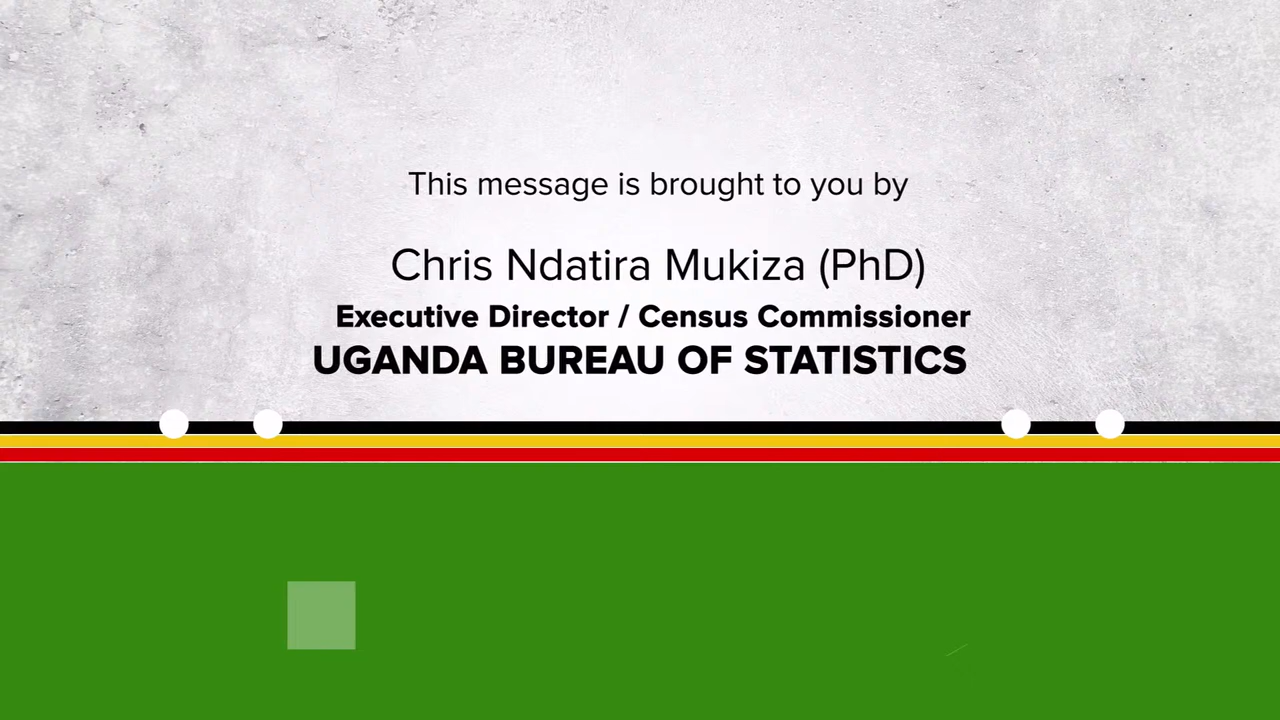 This message is brought to you by
Chris Ndatira Mukiza (PhD)
Executive Director / Census Commissioner
UGANDA BUREAU OF STATISTICS